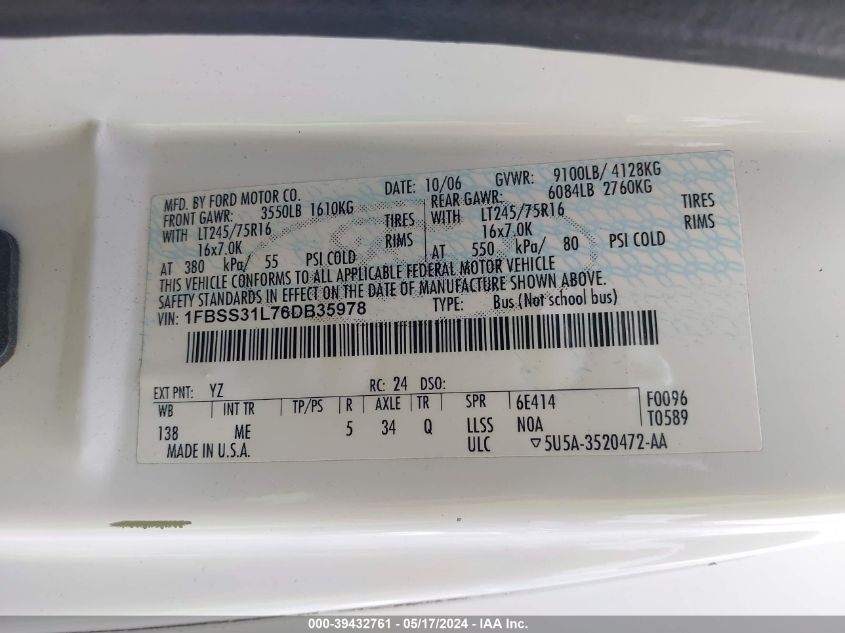 MFD. BY FORD MOTOR CO. DATE: 10/06 GVWR: 9100LB/ 4128KG
FRONT GAWR: 3550LB 1610KG REAR GAWR: 6084LB 2760KG
WITH LT245/75R16 TIRES WITH LT245/75R16 TIRES
16x7.0K RIMS 16x7.0K RIMS
AT 380 kPa/ 55 PSI COLD AT 550 kPa/ 80 PSI COLD
THIS VEHICLE CONFORMS TO ALL APPLICABLE FEDERAL MOTOR VEHICLE
SAFETY STANDARDS IN EFFECT ON THE DATE OF MANUFACTURE SHOWN ABOVE.
VIN: 1FBSS31L76DB35978 TYPE: Bus (Not school bus)
EXT PNT: YZ RC: 24 DSO:
WB INT TR TP/PS R AXLE TR SPR 6E414 F0096
138 ME 5 34 Q LLSS NOA T0589
MADE IN U.S.A. ULC ▽5U5A-3520472-AA
000-39432761 - 05/17/2024 - IAA Inc.